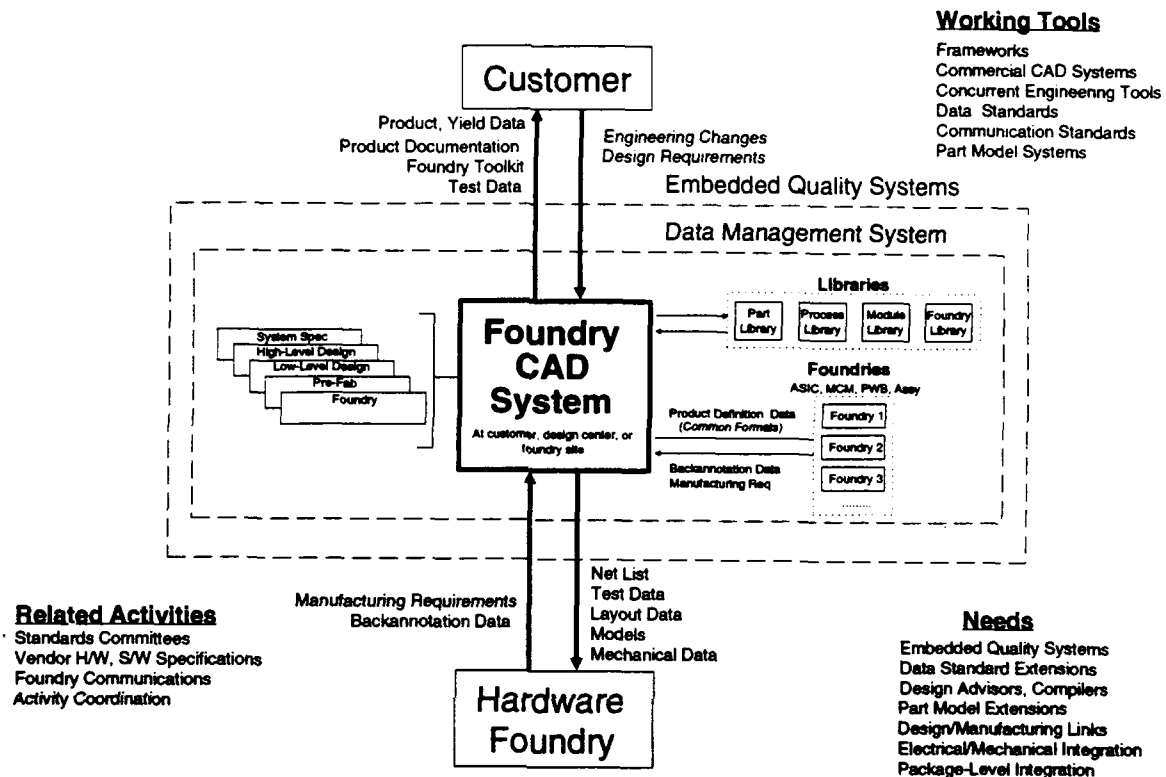 Working Tools
Frameworks
Commercial CAD Systems
Concurrent Engineenng Tools
Data Standards
Communication Standards
Part Model Systems
Customer
Product, Yield Data
Product Documentation
Foundry Toolkit
Test Data
Engineering Changes
Design Requirements
Embedded Quality Systems
Data Management System
System Spec
High-Level Design
Low-Level Design
Pre-Fab
Foundry
Foundry
CAD
System
At customer, design center, or
foundry site
Libraries
Part
Library
Process
Library
Module
Library
Foundry
Library
Foundries
ASIC, MCM, PWB, Assy
Product Definition Data
(Common Formats)
Backannotation Data
Manufacturing Req
Foundry 1
Foundry 2
Foundry 3
........
Manufacturing Requirements
Backannotation Data
Net List
Test Data
Layout Data
Models
Mechanical Data
Hardware
Foundry
Related Activities
Standards Committees
Vendor H/W, S/W Specifications
Foundry Communications
Activity Coordination
Needs
Embedded Quality Systems
Data Standard Extensions
Design Advisors, Compilers
Part Model Extensions
Design/Manufacturing Links
Electrical/Mechanical Integration
Package-Level Integration